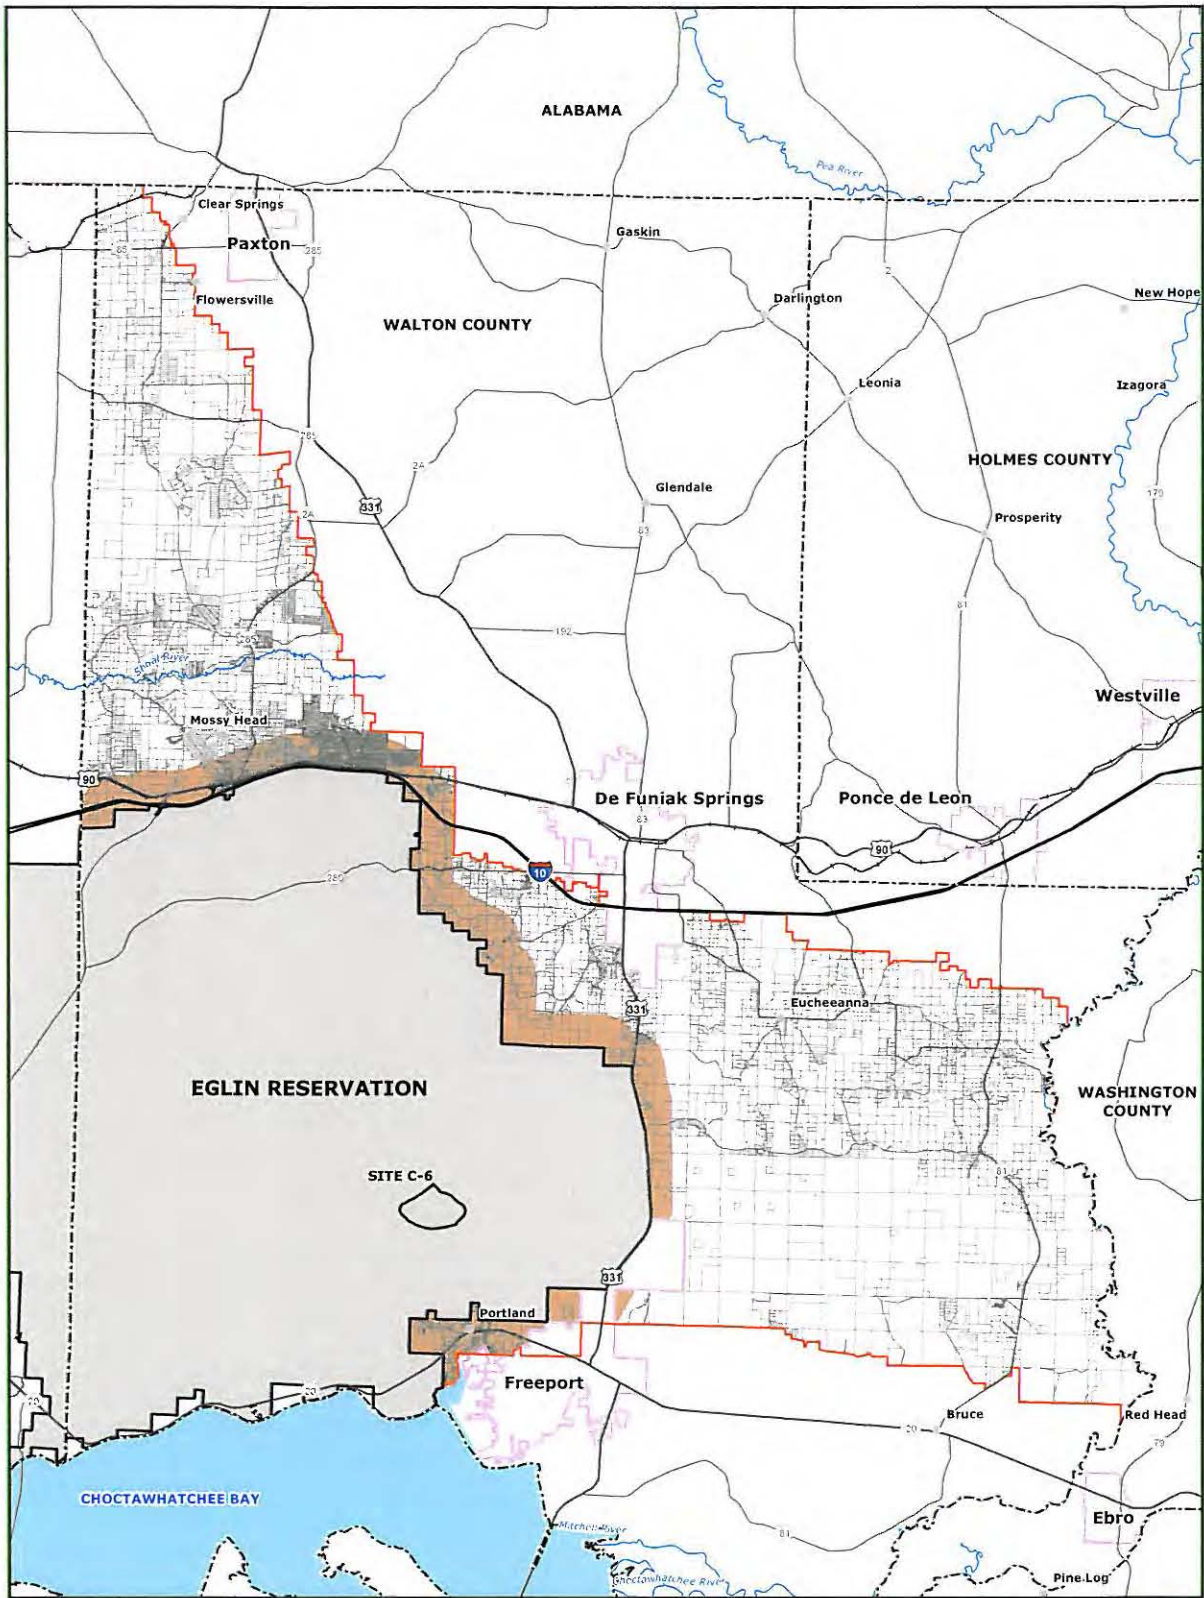 ALABAMA
Pea River
Clear Springs
Paxton
85
285
Gaskin
2
Flowersville
Darlington
New Hope
WALTON COUNTY
Leonia
Izagora
285
2A
HOLMES COUNTY
Glendale
179
331
2A
83
Prosperity
81
192
285
Shoal River
Westville
Mossy Head
90
De Funiak Springs
Ponce de Leon
83
90
10
280
Eucheeanna
331
EGLIN RESERVATION
WASHINGTON
COUNTY
SITE C-6
81
331
Portland
Freeport
20
20
Bruce
Red Head
20
79
CHOCTAWHATCHEE BAY
Ebro
Mitchell River
81
Choctawhatchee River
Pine Log